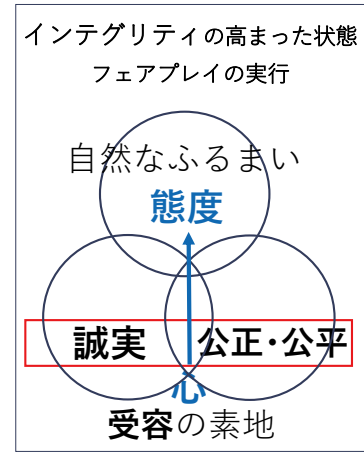 インテグリティの高まった状態
フェアプレイの実行
自然なふるまい
態度
誠実 公正・公平
心
受容の素地